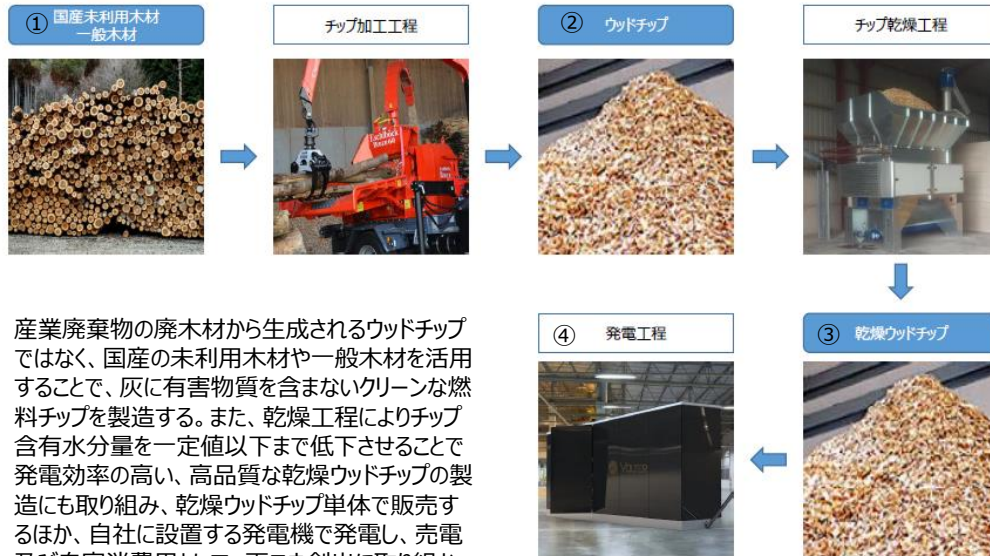 ① 国産未利用木材
一般木材
チップ加工工程
② ウッドチップ
チップ乾燥工程
産業廃棄物の廃木材から生成されるウッドチップ
ではなく、国産の未利用木材や一般木材を活用
することで、灰に有害物質を含まないクリーンな燃
料チップを製造する。また、乾燥工程によりチップ
含有水分量を一定値以下まで低下させることで
発電効率の高い、高品質な乾燥ウッドチップの製
造にも取り組み、乾燥ウッドチップ単体で販売す
るほか、自社に設置する発電機で発電し、売電
④ 発電工程
③ 乾燥ウッドチップ